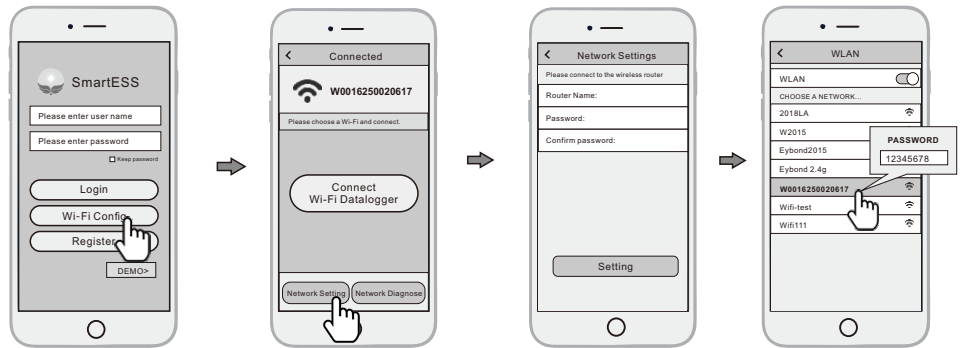 SmartESS
Please enter user name
Please enter password
Keep password
Login
Wi-Fi Config
Register
DEMO>
Connected
W0016250020617
Please choose a Wi-Fi and connect.
Connect
Wi-Fi Datalogger
Network Setting
Network Diagnose
Network Settings
Please connect to the wireless router
Router Name:
Password:
Confirm password:
Setting
WLAN
WLAN
CHOOSE A NETWORK...
2018LA
W2015
Eybond2015
Eybond 2.4g
W0016250020617
Wifi-test
Wifi111
PASSWORD
12345678